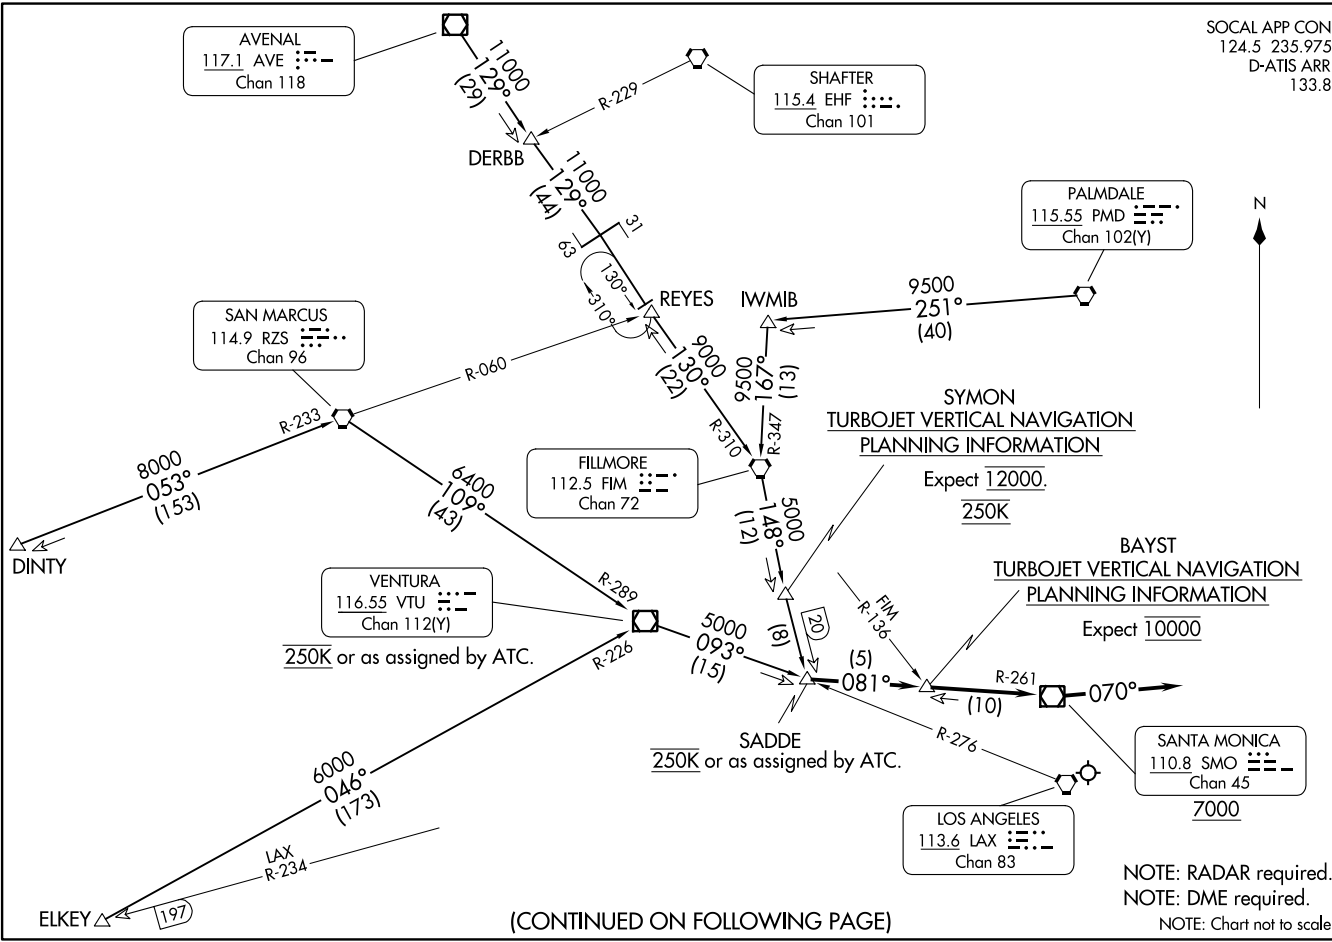 SOCAL APP CON
124.5 235.975
D-ATIS ARR
133.8
AVENAL
117.1 AVE
Chan 118
11000
129°
(29)
R-229
SHAFTER
115.4 EHF
Chan 101
DERBB
11000
129°
(44)
31
63
PALMDALE
115.55 PMD
Chan 102(Y)
N
130°
310°
REYES
IWMIB
9500
251°
(40)
SAN MARCUS
114.9 RZS
Chan 96
R-060
9000
130°
(22)
R-310
9500
167°
(13)
R-347
R-233
8000
053°
(153)
DINTY
6400
109°
(43)
R-289
FILLMORE
112.5 FIM
Chan 72
5000
148°
(12)
SYMON
TURBOJET VERTICAL NAVIGATION
PLANNING INFORMATION
Expect 12000.
250K
BAYST
TURBOJET VERTICAL NAVIGATION
PLANNING INFORMATION
Expect 10000
VENTURA
116.55 VTU
Chan 112(Y)
250K or as assigned by ATC.
R-226
5000
093°
(15)
(8)
20
FIM
R-136
(5)
081°
R-261
(10)
070°
SADDE
250K or as assigned by ATC.
R-276
SANTA MONICA
110.8 SMO
Chan 45
7000
LOS ANGELES
113.6 LAX
Chan 83
6000
046°
(173)
LAX
R-234
197
ELKEY
(CONTINUED ON FOLLOWING PAGE)
NOTE: RADAR required.
NOTE: DME required.
NOTE: Chart not to scale